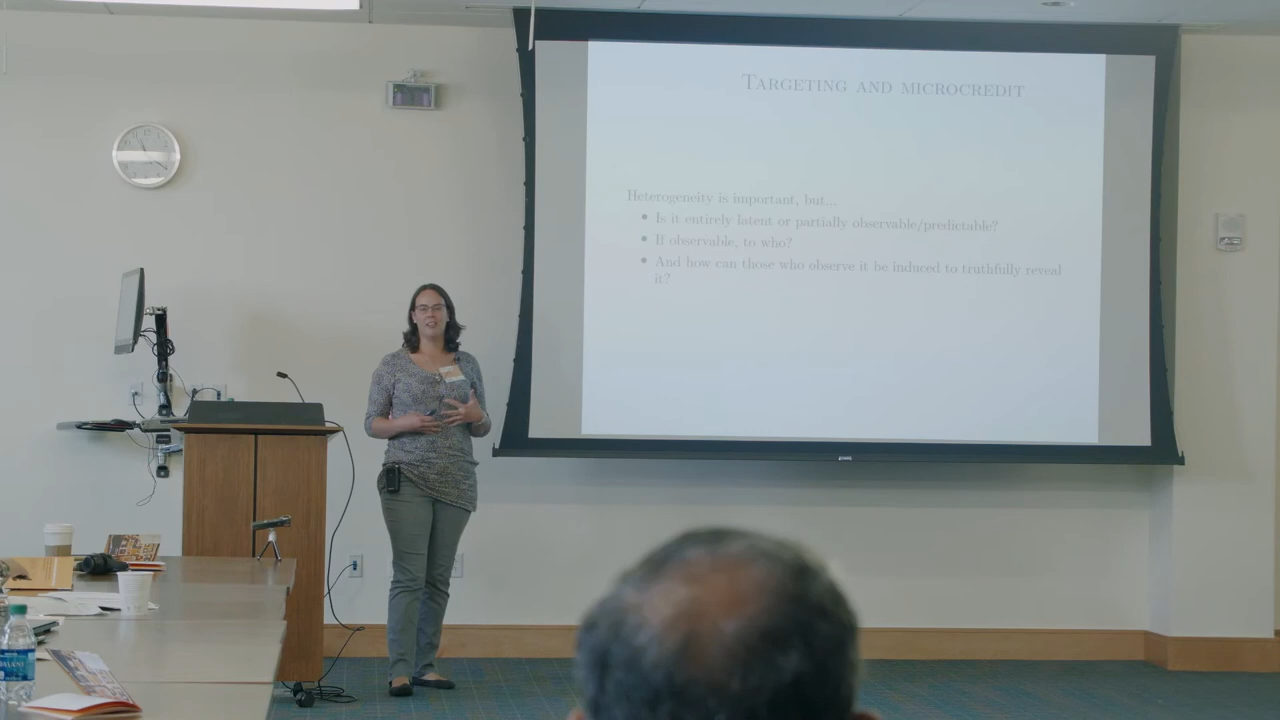 Targeting and microcredit
Heterogeneity is important, but...
• Is it entirely latent or partially observable/predictable?
• If observable, to who?
• And how can those who observe it be induced to truthfully reveal
it?